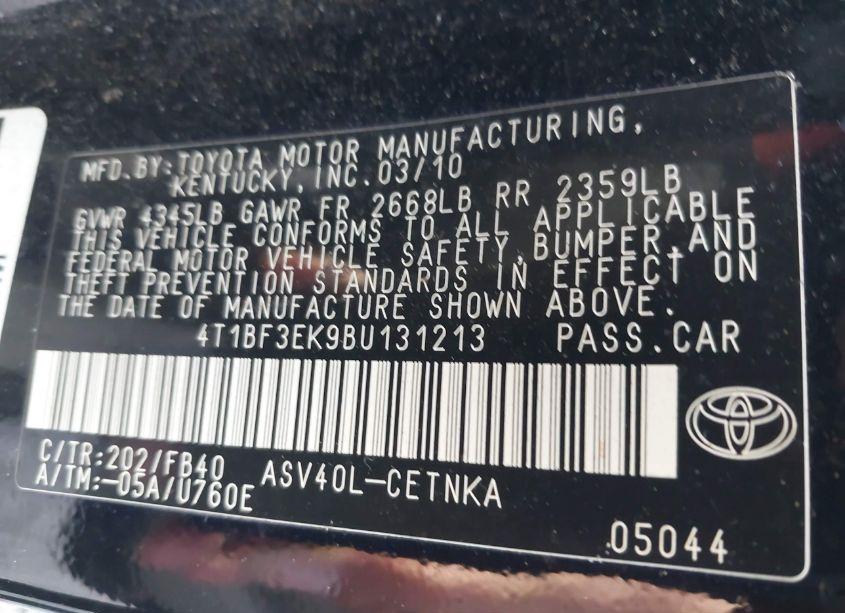 MFD.BY:TOYOTA MOTOR MANUFACTURING,
KENTUCKY,INC.03/10
GVWR 4345LB GAWR FR 2668LB RR 2359LB
THIS VEHICLE CONFORMS TO ALL APPLICABLE
FEDERAL MOTOR VEHICLE SAFETY,BUMPER,AND
THEFT PREVENTION STANDARDS IN EFFECT ON
THE DATE OF MANUFACTURE SHOWN ABOVE.
4T1BF3EK9BU131213 PASS.CAR
C/TR:202/FB40 ASV40L-CETNKA
A/TM:-05A/U760E
05044